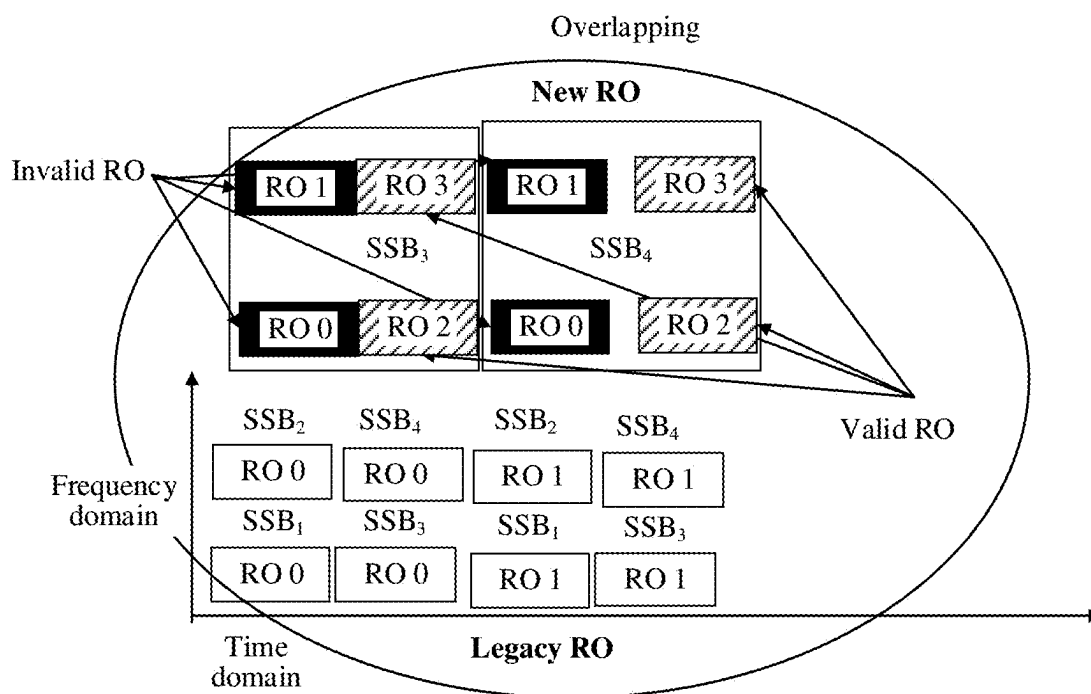 Overlapping
New RO
Invalid RO
RO 1 RO 3 RO 1 RO 3
SSB₃ SSB₄
RO 0 RO 2 RO 0 RO 2
Valid RO
SSB₂ SSB₄ SSB₂ SSB₄
RO 0 RO 0 RO 1 RO 1
Frequency
domain
SSB₁ SSB₃ SSB₁ SSB₃
RO 0 RO 0 RO 1 RO 1
Time
domain
Legacy RO